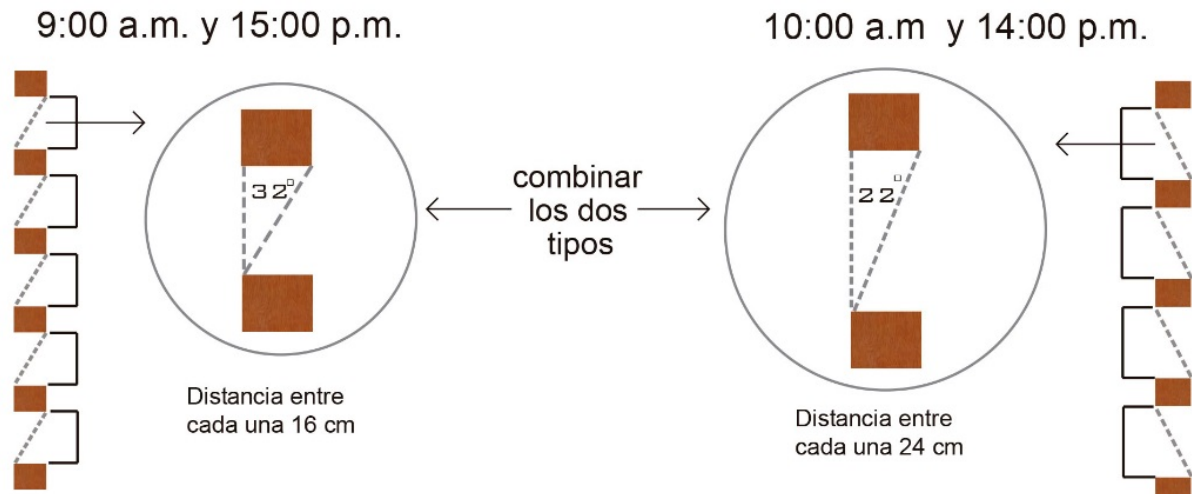 9:00 a.m. y 15:00 p.m.
10:00 a.m y 14:00 p.m.
32°
combinar
los dos
tipos
22°
Distancia entre
cada una 16 cm
Distancia entre
cada una 24 cm